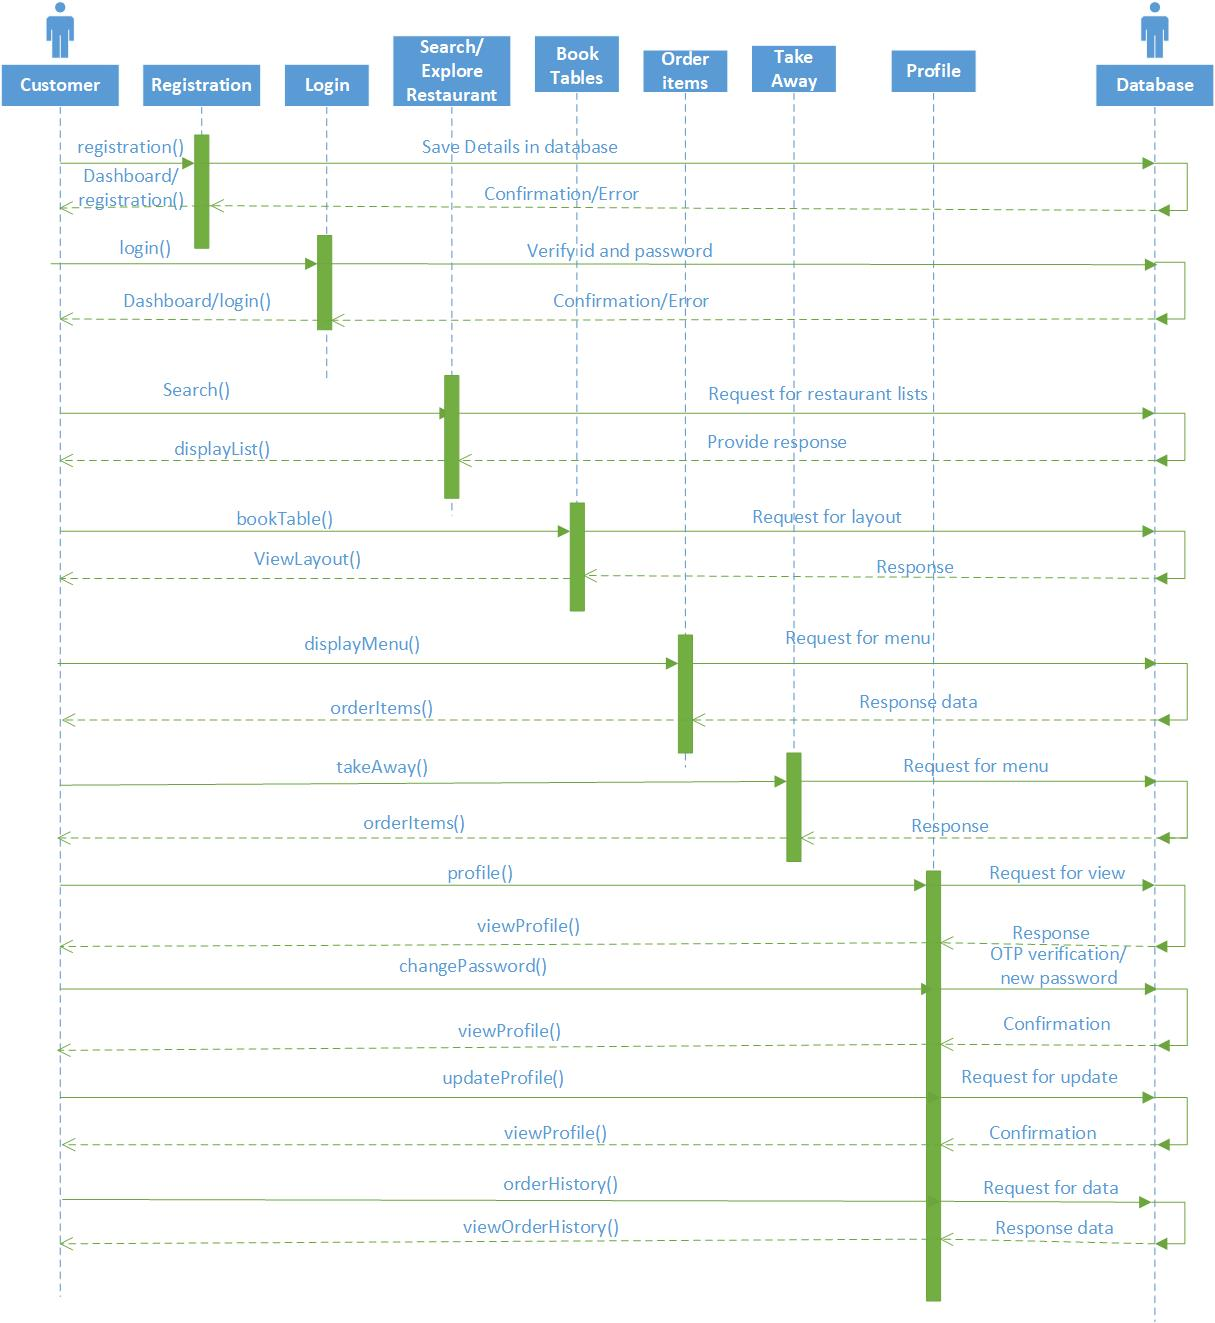 Customer
Registration
Login
Search/
Explore
Restaurant
Book
Tables
Order
items
Take
Away
Profile
Database
registration()
Save Details in database
Dashboard/
registration()
Confirmation/Error
login()
Verify id and password
Dashboard/login()
Confirmation/Error
Search()
Request for restaurant lists
displayList()
Provide response
bookTable()
Request for layout
ViewLayout()
Response
displayMenu()
Request for menu
orderItems()
Response data
takeAway()
Request for menu
orderItems()
Response
profile()
Request for view
viewProfile()
Response
changePassword()
OTP verification/
new password
viewProfile()
Confirmation
updateProfile()
Request for update
viewProfile()
Confirmation
orderHistory()
Request for data
viewOrderHistory()
Response data